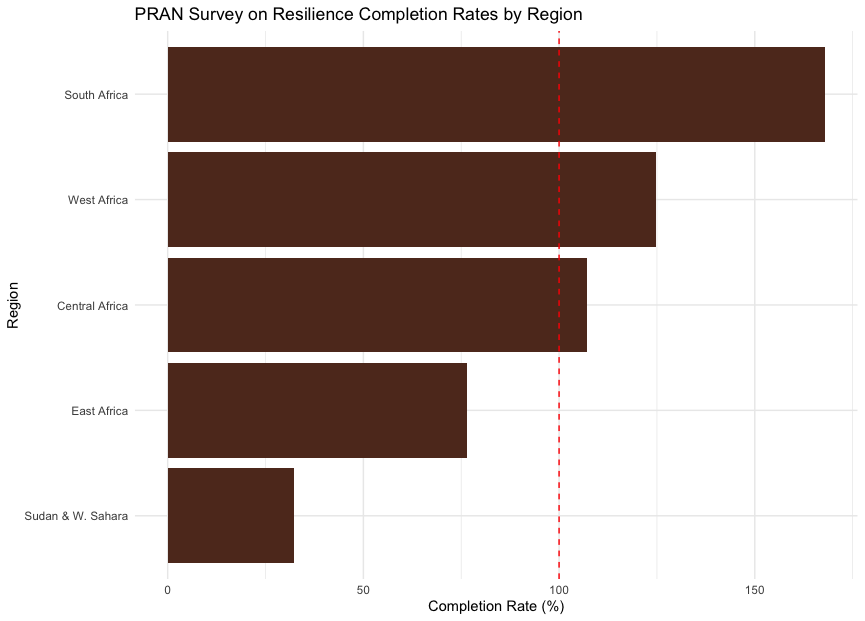 PRAN Survey on Resilience Completion Rates by Region
South Africa
West Africa
Central Africa
East Africa
Sudan & W. Sahara
Region
0 50 100 150
Completion Rate (%)